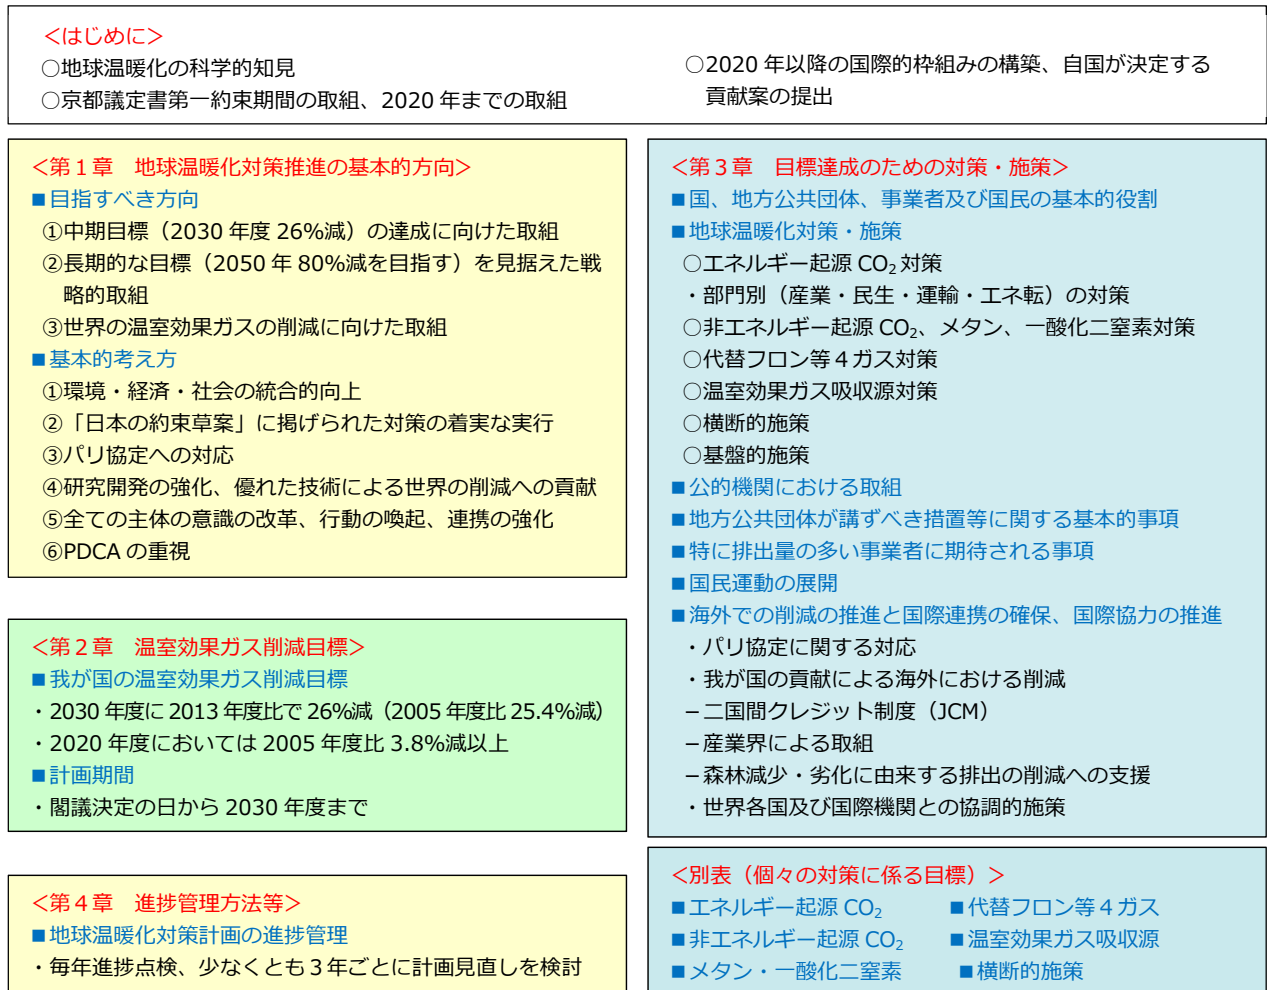 ＜はじめに＞
○地球温暖化の科学的知見
○京都議定書第一約束期間の取組、2020 年までの取組
○2020 年以降の国際的枠組みの構築、自国が決定する
貢献案の提出
＜第１章　地球温暖化対策推進の基本的方向＞
■目指すべき方向
①中期目標（2030 年度 26%減）の達成に向けた取組
②長期的な目標（2050 年 80%減を目指す）を見据えた戦
略的取組
③世界の温室効果ガスの削減に向けた取組
■基本的考え方
①環境・経済・社会の統合的向上
②「日本の約束草案」に掲げられた対策の着実な実行
③パリ協定への対応
④研究開発の強化、優れた技術による世界の削減への貢献
⑤全ての主体の意識の改革、行動の喚起、連携の強化
⑥PDCA の重視
＜第２章　温室効果ガス削減目標＞
■我が国の温室効果ガス削減目標
・2030 年度に 2013 年度比で 26%減（2005 年度比 25.4%減）
・2020 年度においては 2005 年度比 3.8%減以上
■計画期間
・閣議決定の日から 2030 年度まで
＜第４章　進捗管理方法等＞
■地球温暖化対策計画の進捗管理
・毎年進捗点検、少なくとも３年ごとに計画見直しを検討
＜第３章　目標達成のための対策・施策＞
■国、地方公共団体、事業者及び国民の基本的役割
■地球温暖化対策・施策
○エネルギー起源 CO₂ 対策
・部門別（産業・民生・運輸・エネ転）の対策
○非エネルギー起源 CO₂、メタン、一酸化二窒素対策
○代替フロン等４ガス対策
○温室効果ガス吸収源対策
○横断的施策
○基盤的施策
■公的機関における取組
■地方公共団体が講ずべき措置等に関する基本的事項
■特に排出量の多い事業者に期待される事項
■国民運動の展開
■海外での削減の推進と国際連携の確保、国際協力の推進
・パリ協定に関する対応
・我が国の貢献による海外における削減
－二国間クレジット制度（JCM）
－産業界による取組
－森林減少・劣化に由来する排出の削減への支援
・世界各国及び国際機関との協調的施策
＜別表（個々の対策に係る目標）＞
■エネルギー起源 CO₂　■代替フロン等４ガス
■非エネルギー起源 CO₂　■温室効果ガス吸収源
■メタン・一酸化二窒素　■横断的施策